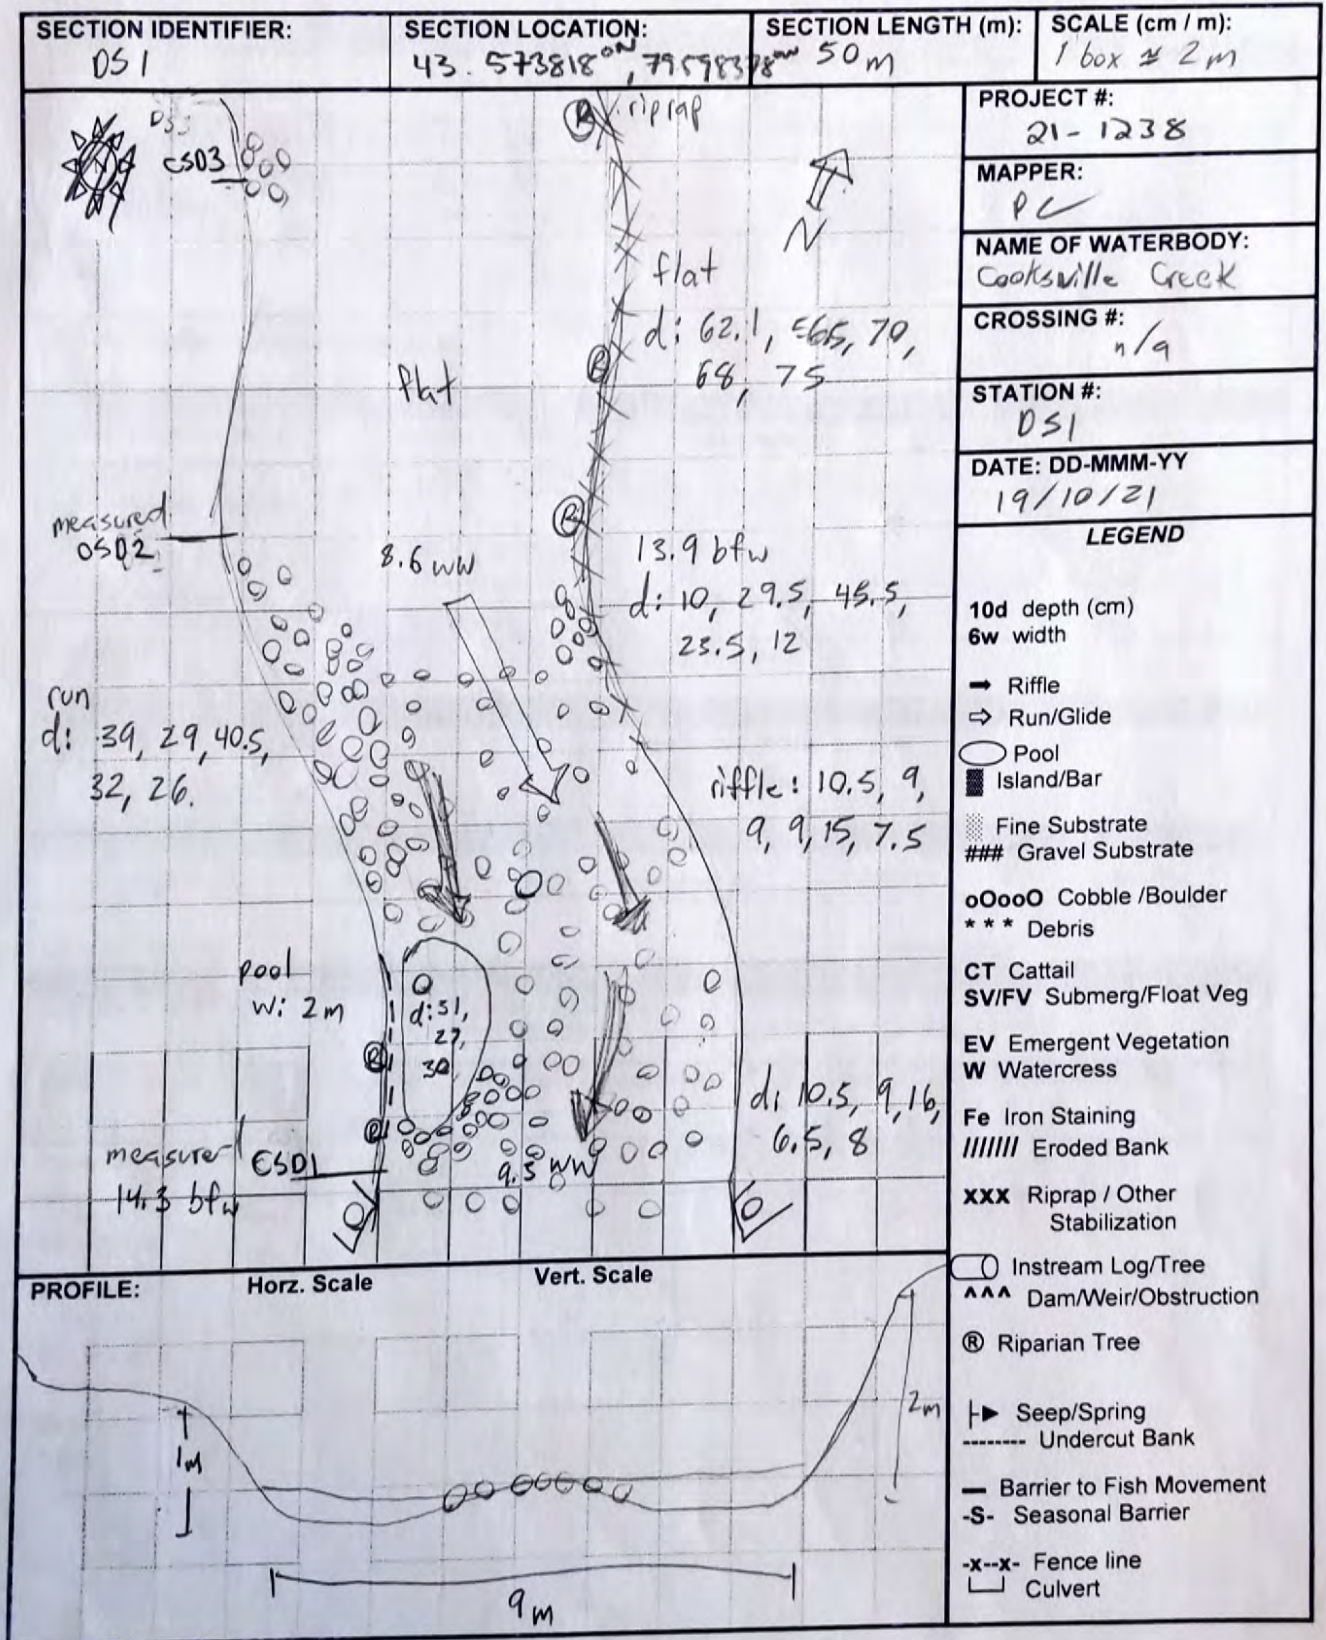 SECTION IDENTIFIER:
DS1
SECTION LOCATION:
43. 573818°N,
SECTION LENGTH (m):
50m
SCALE (cm / m):
1 box ≈ 2m
PROJECT #:
21-1238
MAPPER:
NAME OF WATERBODY:
Cooksville Creek
CROSSING #:
n/a
STATION #:
DS1
DATE: DD-MMM-YY
19/10/21
R riprap
CSD3
N
flat
d: 62.1, 65, 70,
68, 75
R
flat
R
measured
8.6 ww
13.9 bfw
d: 10, 29.5, 45.5,
23.5, 12
run
d: 39, 29, 40.5,
32, 26.
riffle: 10.5, 9,
9, 9, 15, 7.5
pool
w: 2m
d: 51,
27,
30
R
R
d: 10.5, 9, 16,
6.5, 8
CSD1
14.3 bfw
9.3 ww
PROFILE:
Horz. Scale
Vert. Scale
1m
2m
9m
LEGEND
10d depth (cm)
6w width
Riffle
Run/Glide
Pool
Island/Bar
Fine Substrate
### Gravel Substrate
oOooO Cobble /Boulder
* * * Debris
CT Cattail
SV/FV Submerg/Float Veg
EV Emergent Vegetation
W Watercress
Fe Iron Staining
/////// Eroded Bank
XXX Riprap / Other
Stabilization
Instream Log/Tree
^^^ Dam/Weir/Obstruction
® Riparian Tree
Seep/Spring
-------- Undercut Bank
Barrier to Fish Movement
-S- Seasonal Barrier
-x--x- Fence line
Culvert